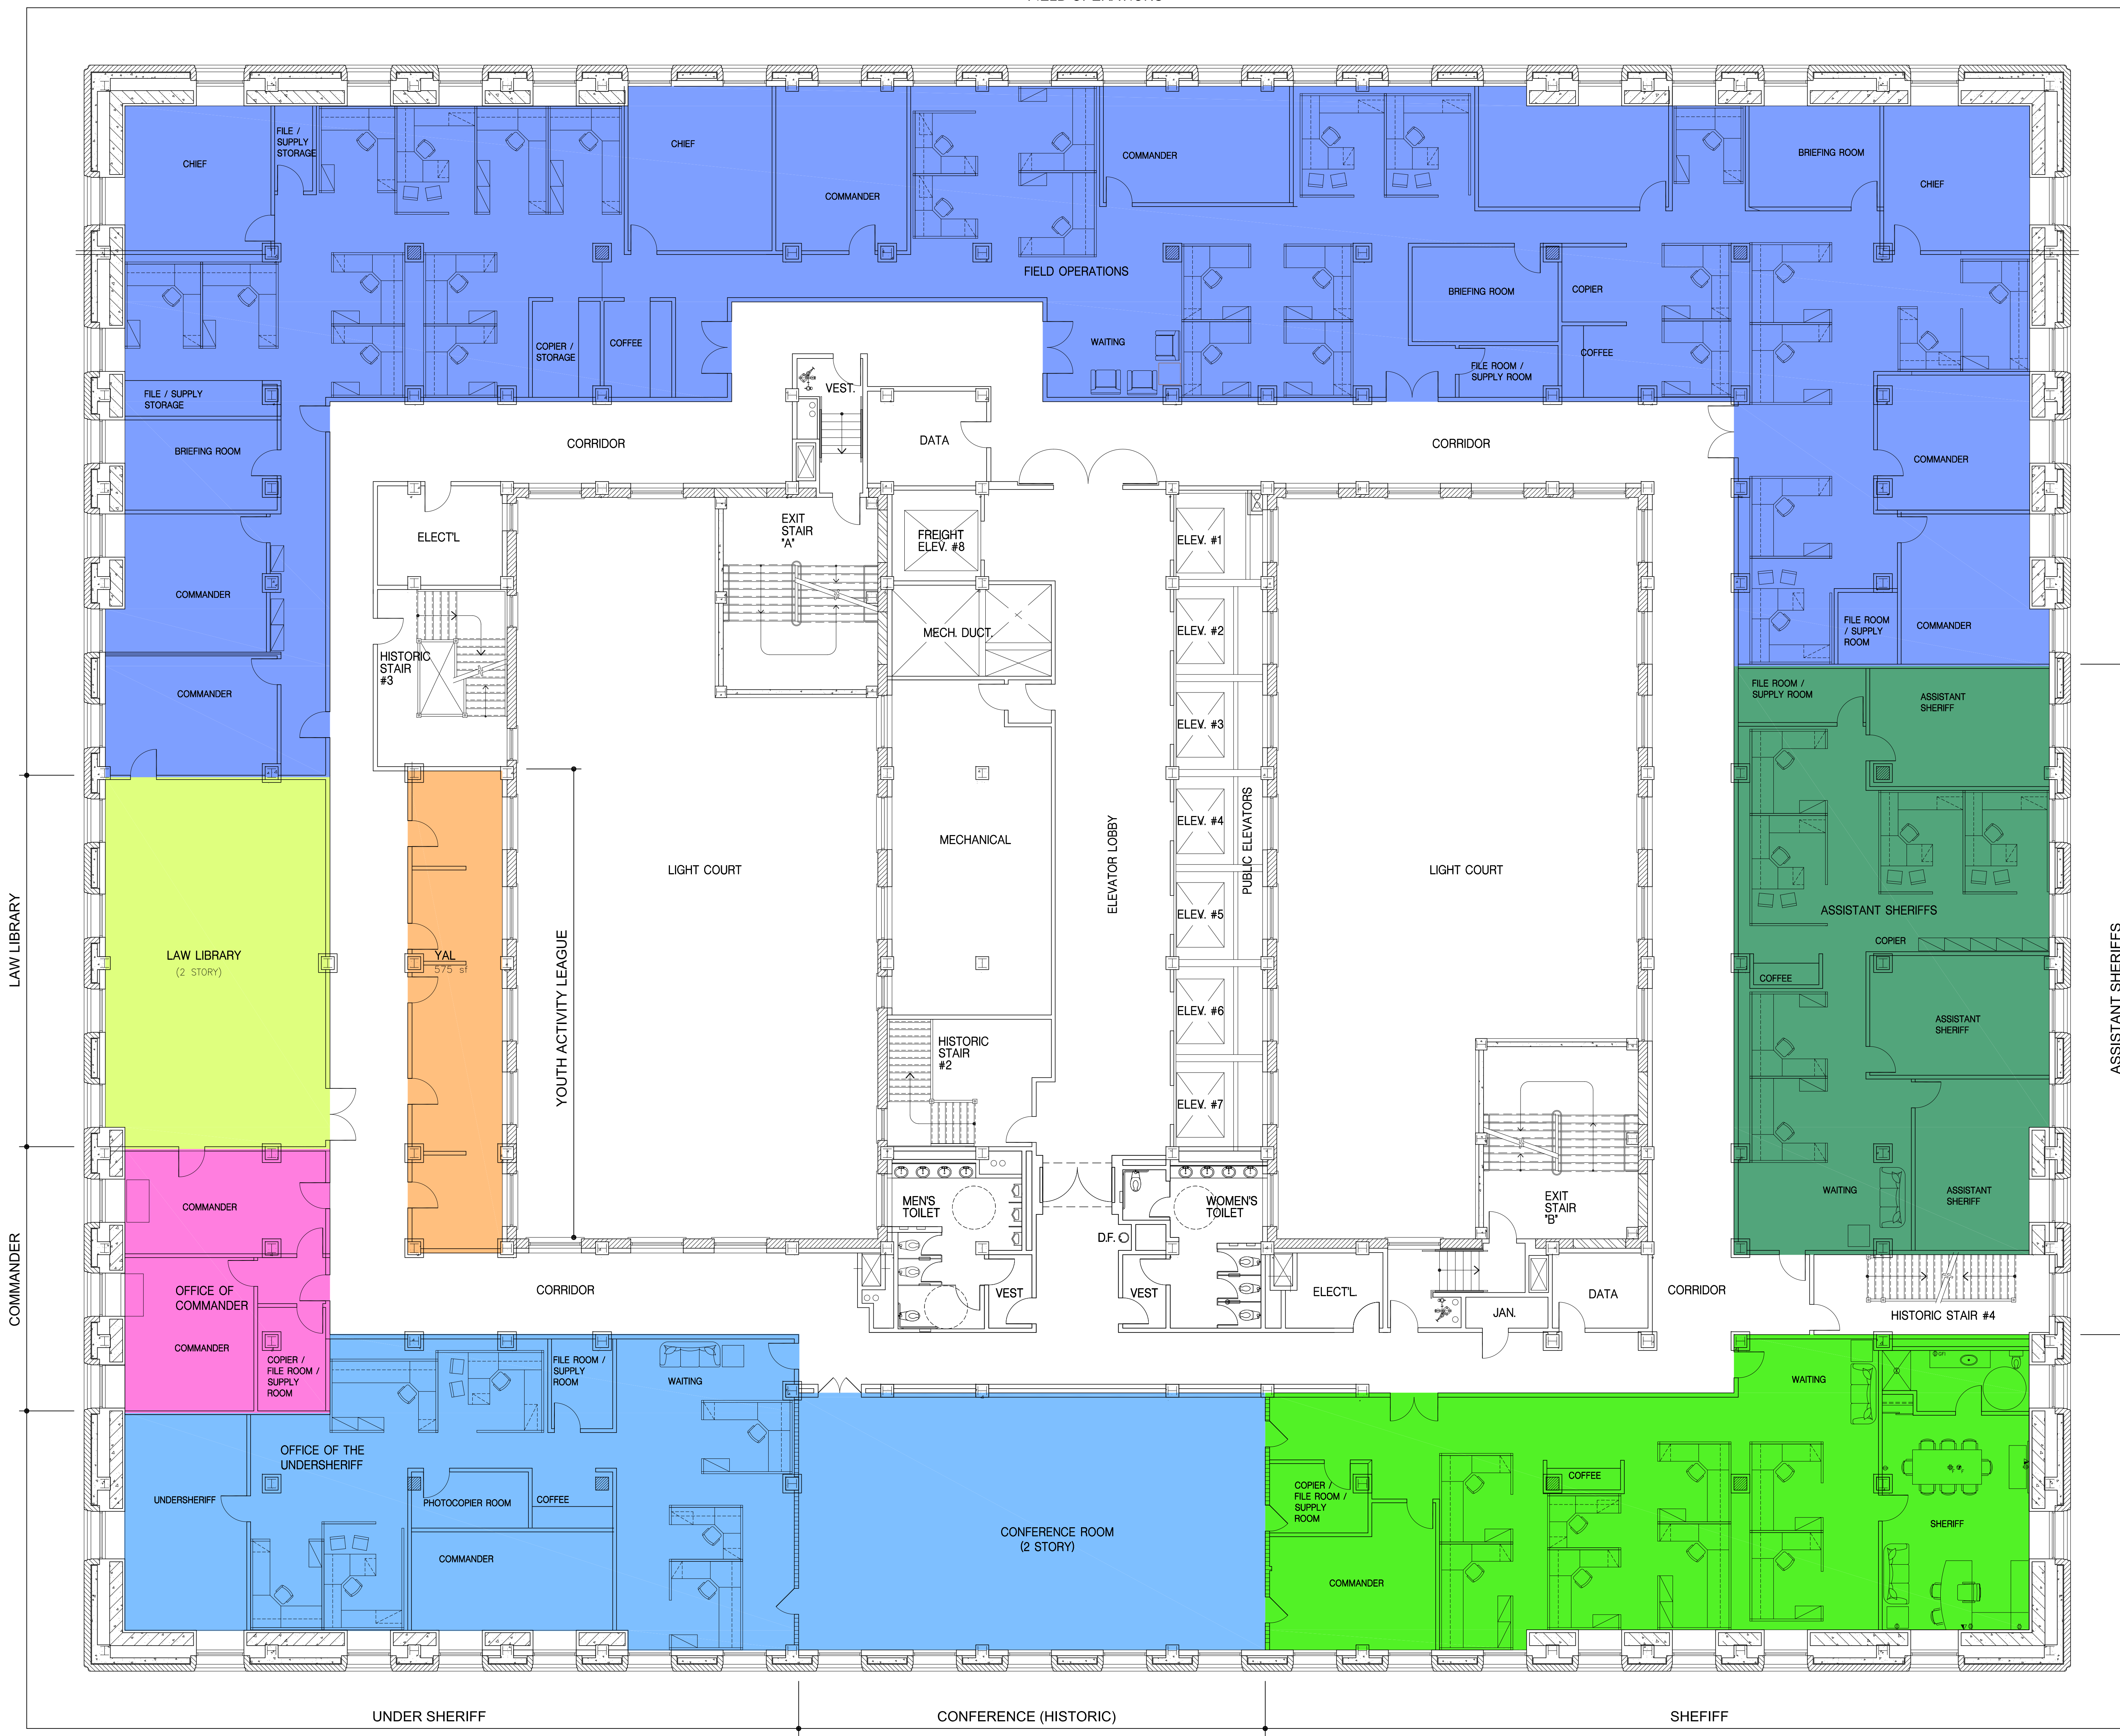 FIELD OPERATIONS
CHIEF
FILE /
SUPPLY
STORAGE
CHIEF
COMMANDER
COMMANDER
BRIEFING ROOM
CHIEF
FIELD OPERATIONS
BRIEFING ROOM
COPIER
COPIER /
STORAGE
COFFEE
WAITING
COFFEE
FILE ROOM /
SUPPLY ROOM
FILE / SUPPLY
STORAGE
VEST.
BRIEFING ROOM
CORRIDOR
DATA
CORRIDOR
COMMANDER
ELECT'L
EXIT
STAIR
"A"
FREIGHT
ELEV. #8
ELEV. #1
COMMANDER
MECH. DUCT.
ELEV. #2
FILE ROOM
/ SUPPLY
ROOM
COMMANDER
HISTORIC
STAIR
#3
COMMANDER
ELEV. #3
FILE ROOM /
SUPPLY ROOM
ASSISTANT
SHERIFF
MECHANICAL
ELEVATOR LOBBY
ELEV. #4
PUBLIC ELEVATORS
LIGHT COURT
LIGHT COURT
LAW LIBRARY
LAW LIBRARY
(2 STORY)
YAL
575 sf
YOUTH ACTIVITY LEAGUE
ELEV. #5
ASSISTANT SHERIFFS
COPIER
COFFEE
ASSISTANT SHERIFFS
ELEV. #6
ASSISTANT
SHERIFF
HISTORIC
STAIR
#2
ELEV. #7
COMMANDER
COMMANDER
MEN'S
TOILET
WOMEN'S
TOILET
EXIT
STAIR
"B"
WAITING
ASSISTANT
SHERIFF
D.F.
OFFICE OF
COMMANDER
CORRIDOR
VEST
VEST
ELECT'L
JAN.
DATA
CORRIDOR
HISTORIC STAIR #4
COMMANDER
COPIER /
FILE ROOM /
SUPPLY
ROOM
FILE ROOM /
SUPPLY
ROOM
WAITING
WAITING
OFFICE OF THE
UNDERSHERIFF
UNDERSHERIFF
PHOTOCOPIER ROOM
COFFEE
COPIER /
FILE ROOM /
SUPPLY
ROOM
COFFEE
CONFERENCE ROOM
(2 STORY)
SHERIFF
COMMANDER
COMMANDER
UNDER SHERIFF
CONFERENCE (HISTORIC)
SHEFIFF